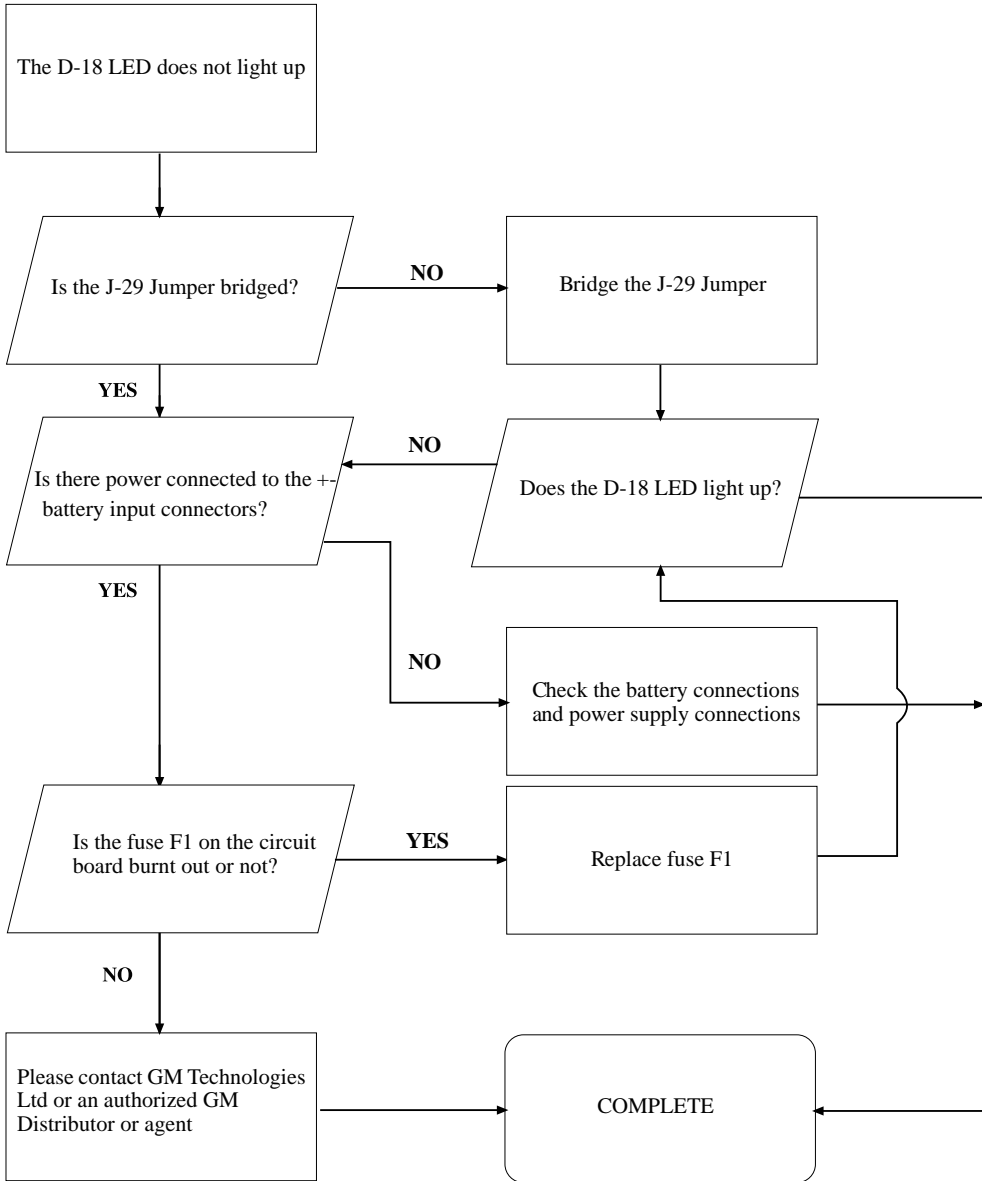 The D-18 LED does not light up
Is the J-29 Jumper bridged?
NO
Bridge the J-29 Jumper
YES
Is there power connected to the +-
battery input connectors?
NO
Does the D-18 LED light up?
YES
NO
Check the battery connections
and power supply connections
Is the fuse F1 on the circuit
board burnt out or not?
YES
Replace fuse F1
NO
Please contact GM Technologies
Ltd or an authorized GM
Distributor or agent
COMPLETE